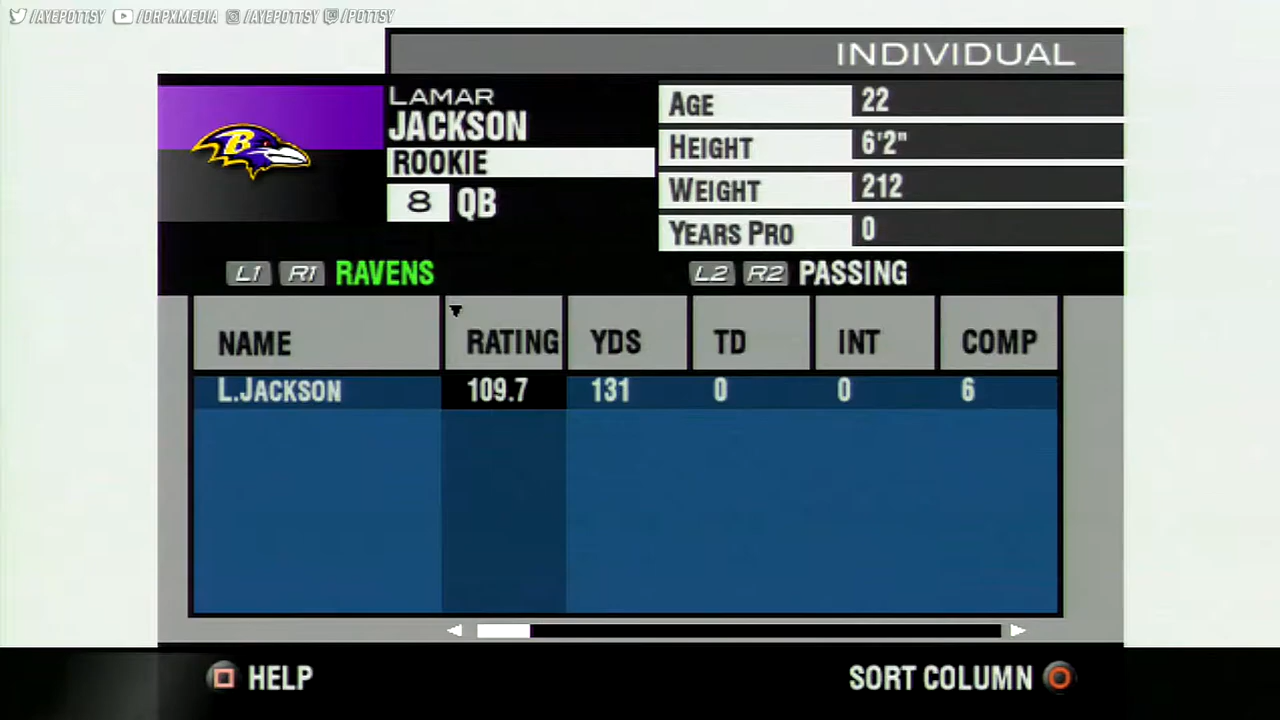 /AYEPOTTSY /DRPXMEDIA /AYEPOTTSY /POTTSY
INDIVIDUAL
LAMAR
JACKSON
ROOKIE
8 QB
AGE 22
HEIGHT 6'2"
WEIGHT 212
YEARS PRO 0
B
L1 R1 RAVENS L2 R2 PASSING
NAME RATING YDS TD INT COMP
L.JACKSON 109.7 131 0 0 6
HELP SORT COLUMN